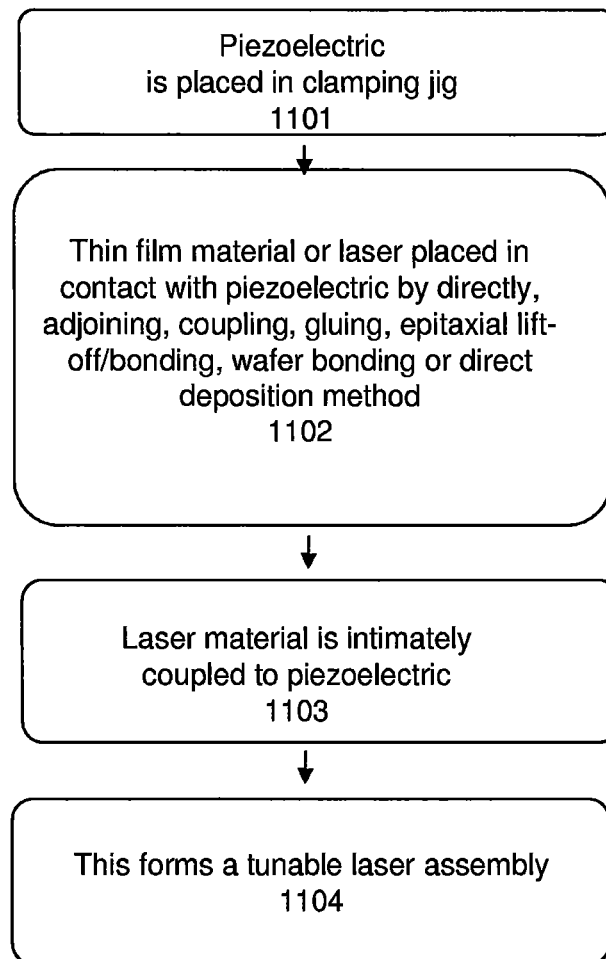 Piezoelectric
is placed in clamping jig
1101
Thin film material or laser placed in
contact with piezoelectric by directly,
adjoining, coupling, gluing, epitaxial lift-
off/bonding, wafer bonding or direct
deposition method
1102
Laser material is intimately
coupled to piezoelectric
1103
This forms a tunable laser assembly
1104